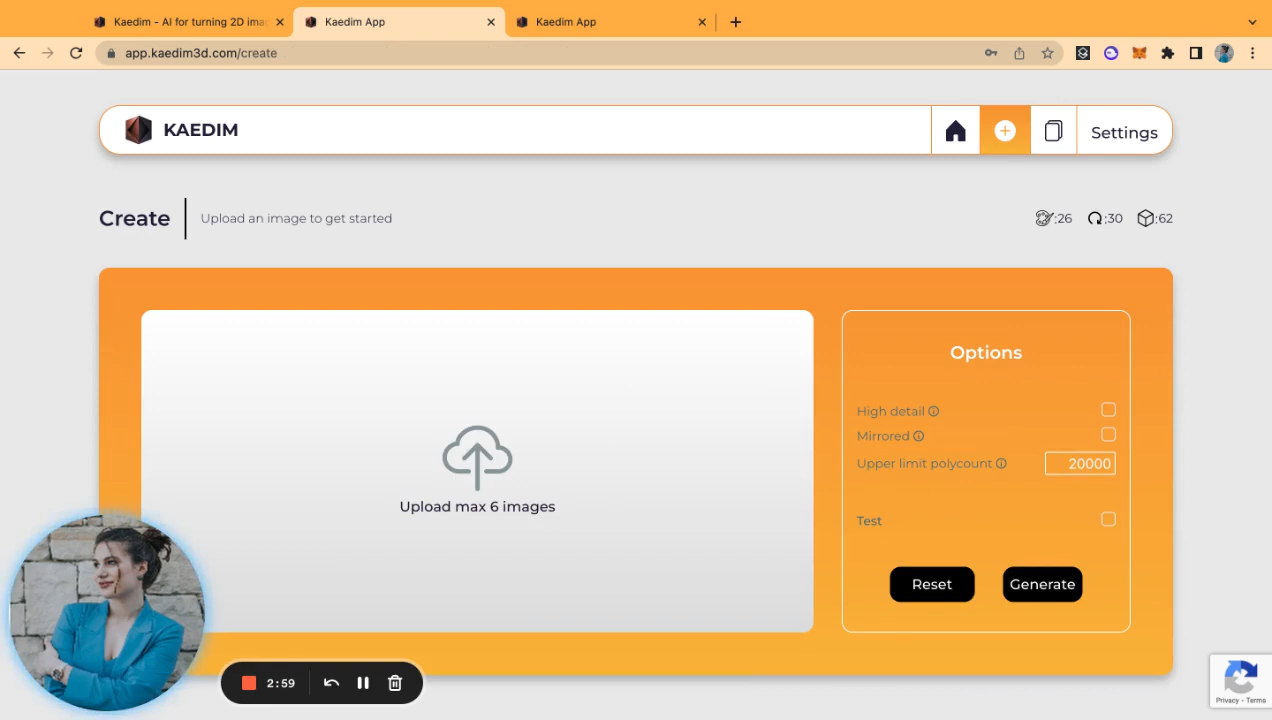 Kaedim - AI for turning 2D ima
Kaedim App
Kaedim App
app.kaedim3d.com/create
KAEDIM
Settings
Create
Upload an image to get started
:26
:30
:62
Upload max 6 images
Options
High detail
Mirrored
Upper limit polycount
20000
Test
Reset
Generate
2:59
Privacy - Terms